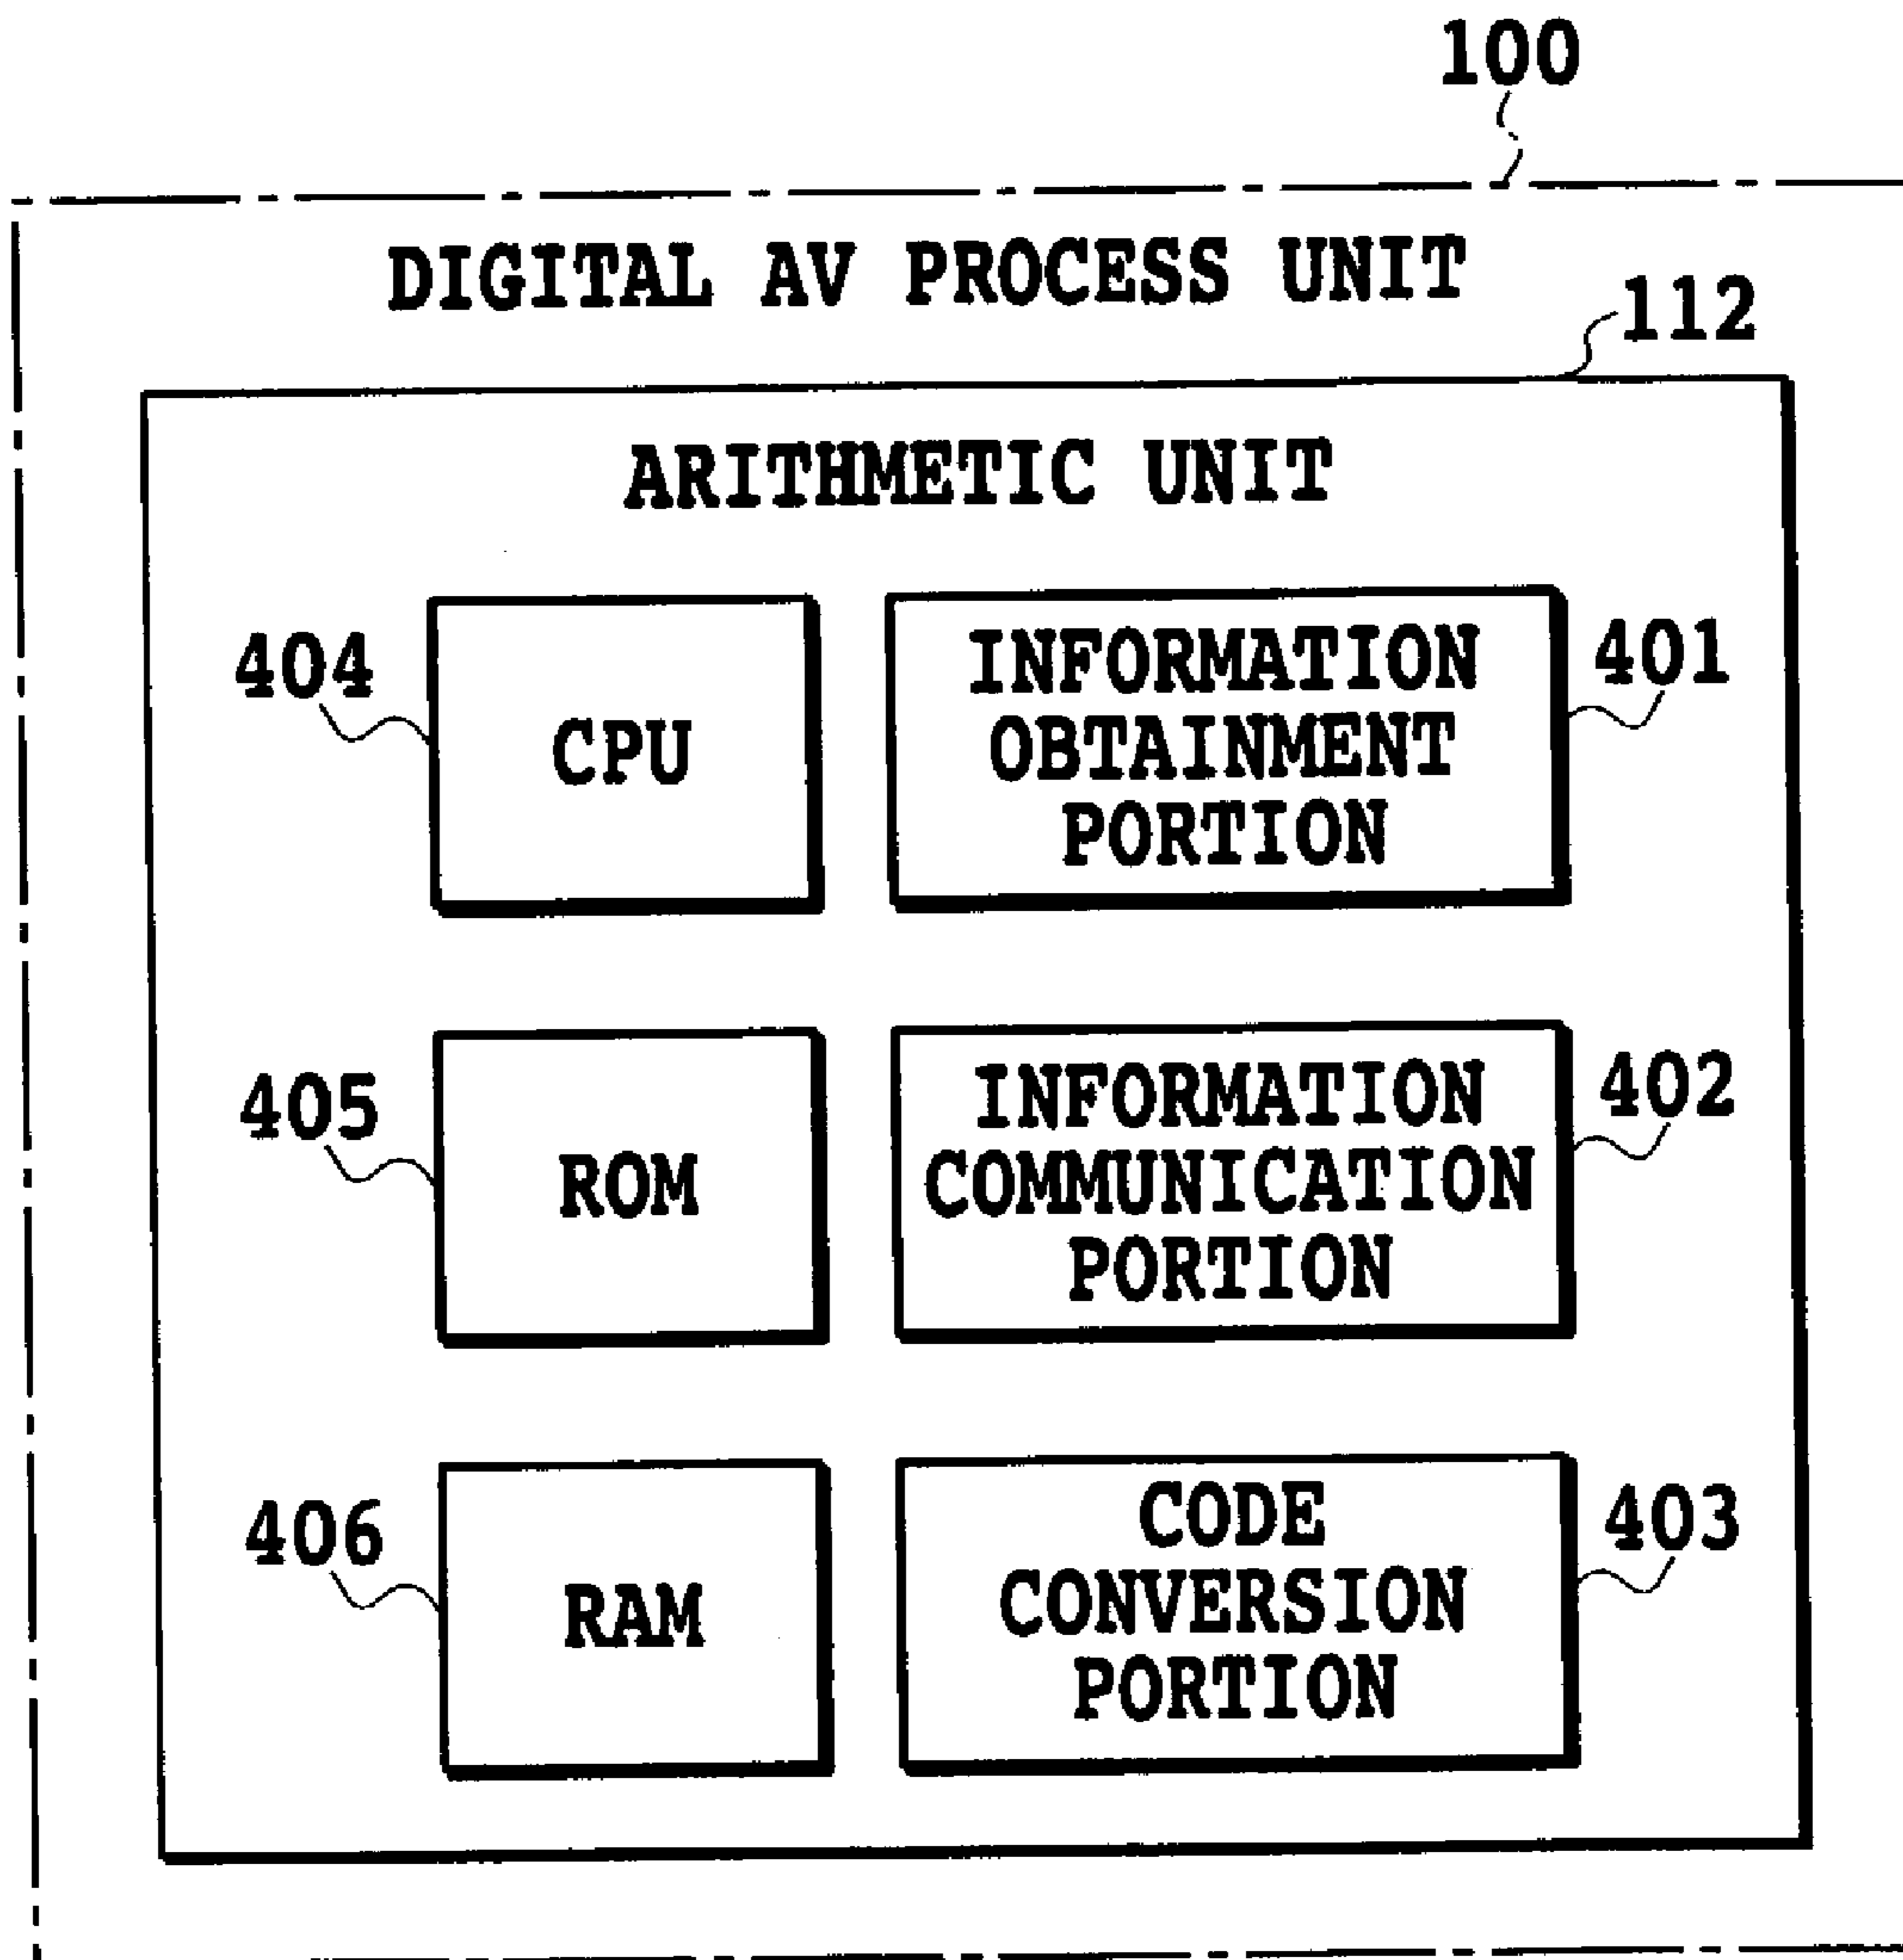 100
DIGITAL AV PROCESS UNIT
112
ARITHMETIC UNIT
404
CPU
INFORMATION
OBTAINMENT
PORTION
401
405
ROM
INFORMATION
COMMUNICATION
PORTION
402
406
RAM
CODE
CONVERSION
PORTION
403